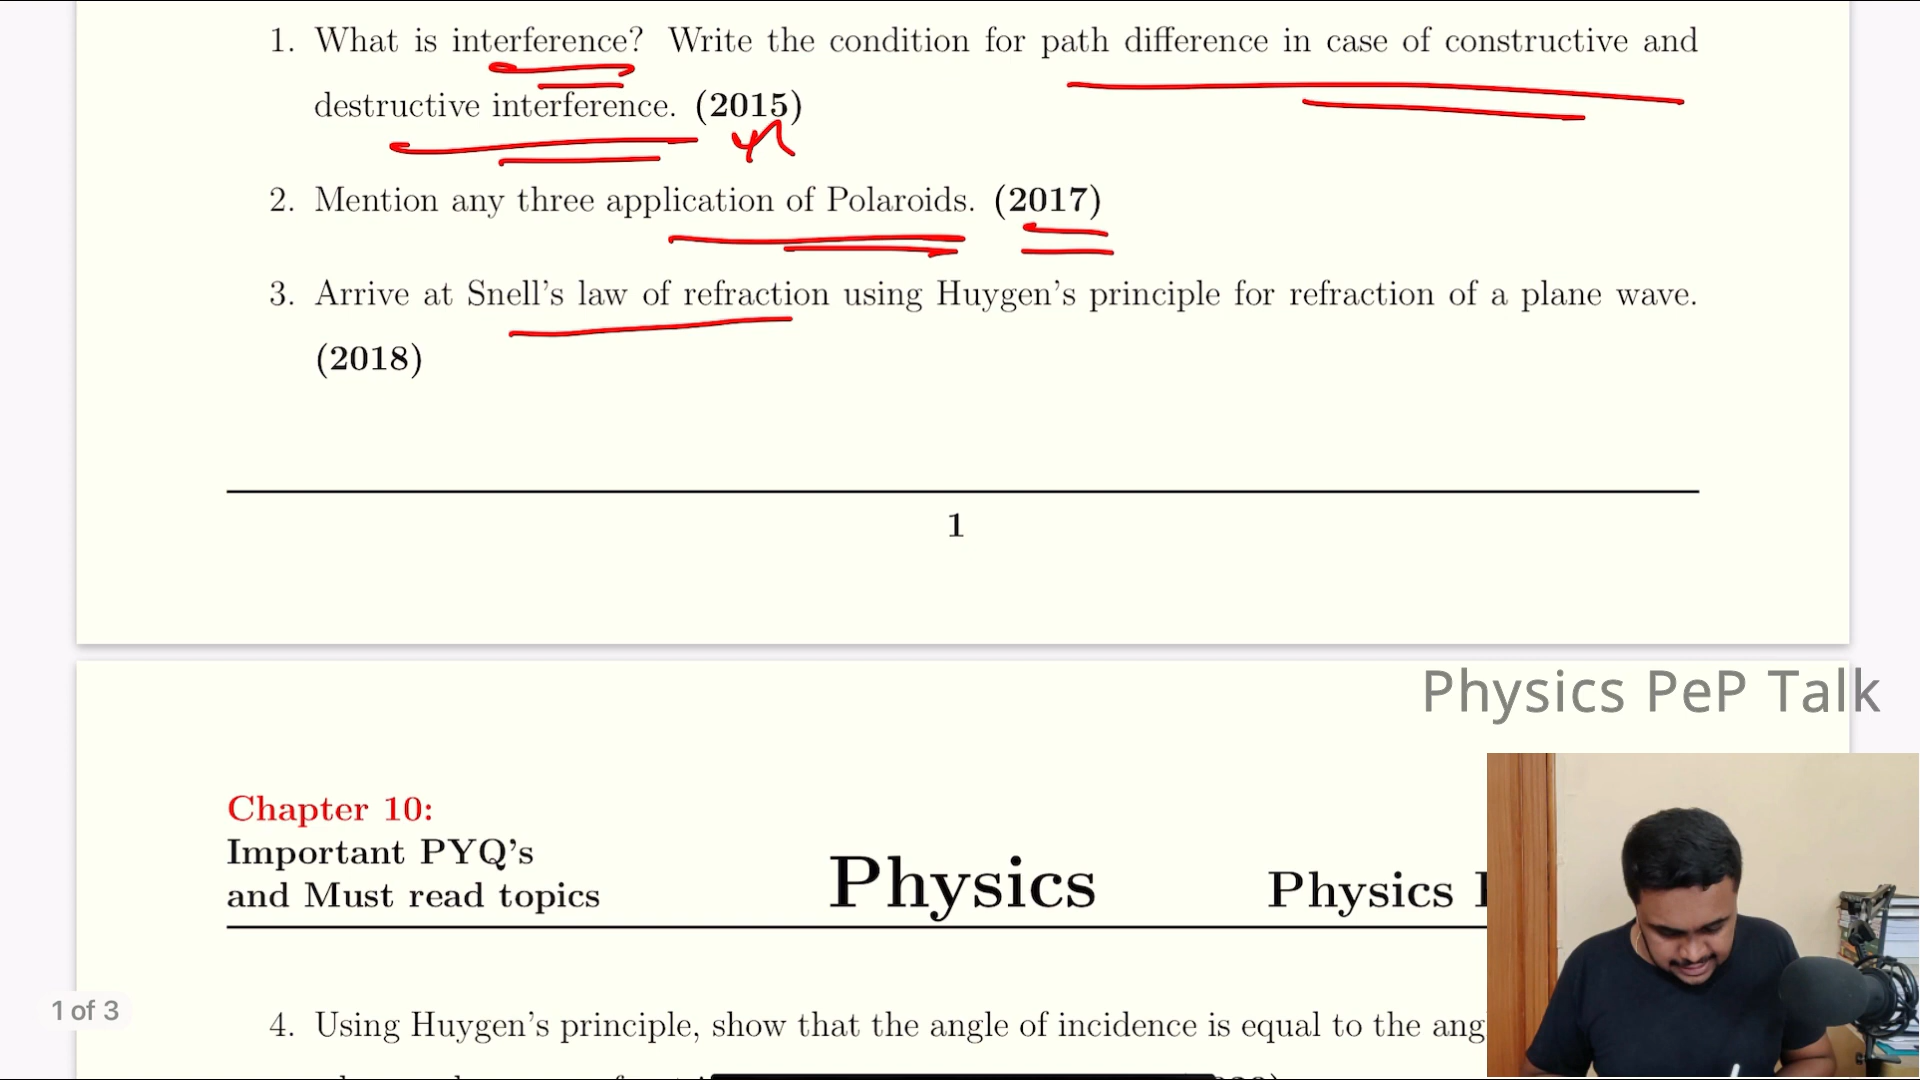 1. What is interference? Write the condition for path difference in case of constructive and
destructive interference. (2015)
2. Mention any three application of Polaroids. (2017)
3. Arrive at Snell's law of refraction using Huygen's principle for refraction of a plane wave.
(2018)
1
Physics PeP Talk
Chapter 10:
Important PYQ's
and Must read topics
Physics
Physics
1 of 3
4. Using Huygen's principle, show that the angle of incidence is equal to the ang